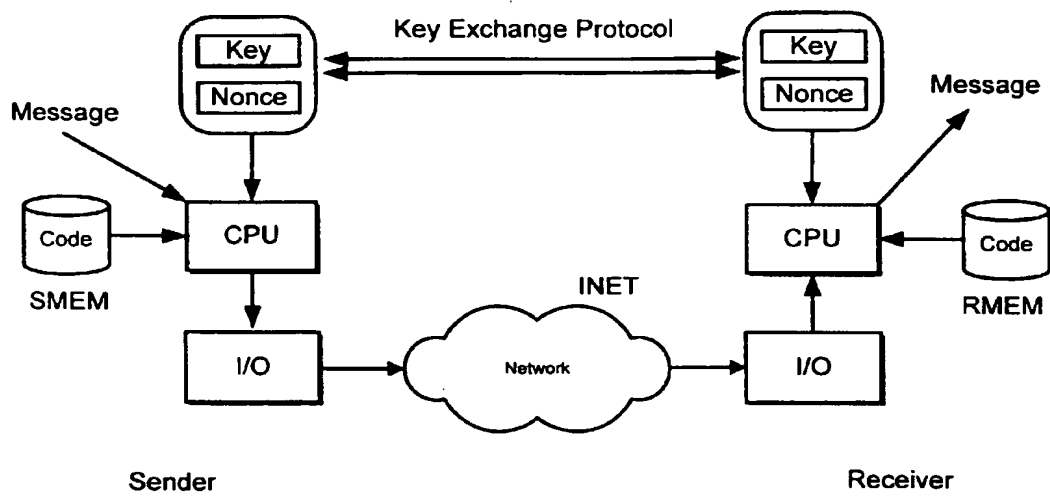 Key Exchange Protocol
Key
Nonce
Key
Nonce
Message
Message
Code
CPU
CPU
Code
SMEM
INET
RMEM
I/O
Network
I/O
Sender
Receiver